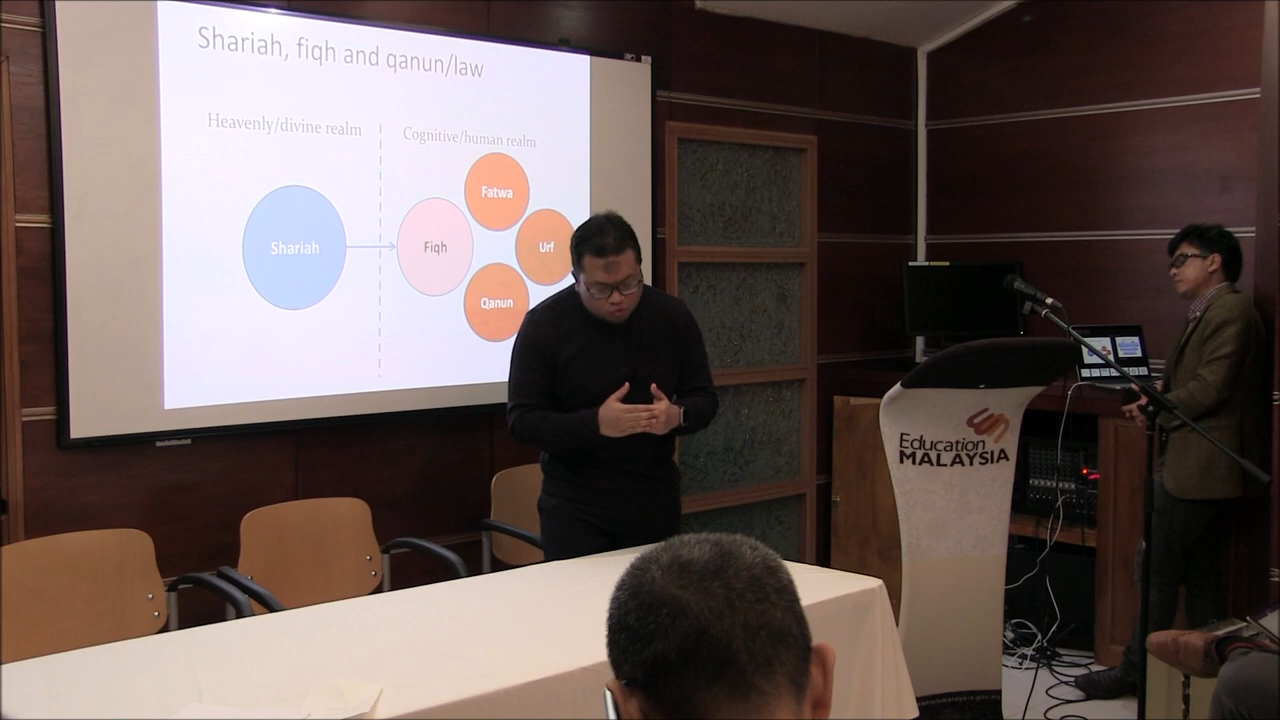 Shariah, fiqh and qanun/law
Heavenly/divine realm
Cognitive/human realm
Fatwa
Shariah
Fiqh
Urf
Qanun
Education
MALAYSIA